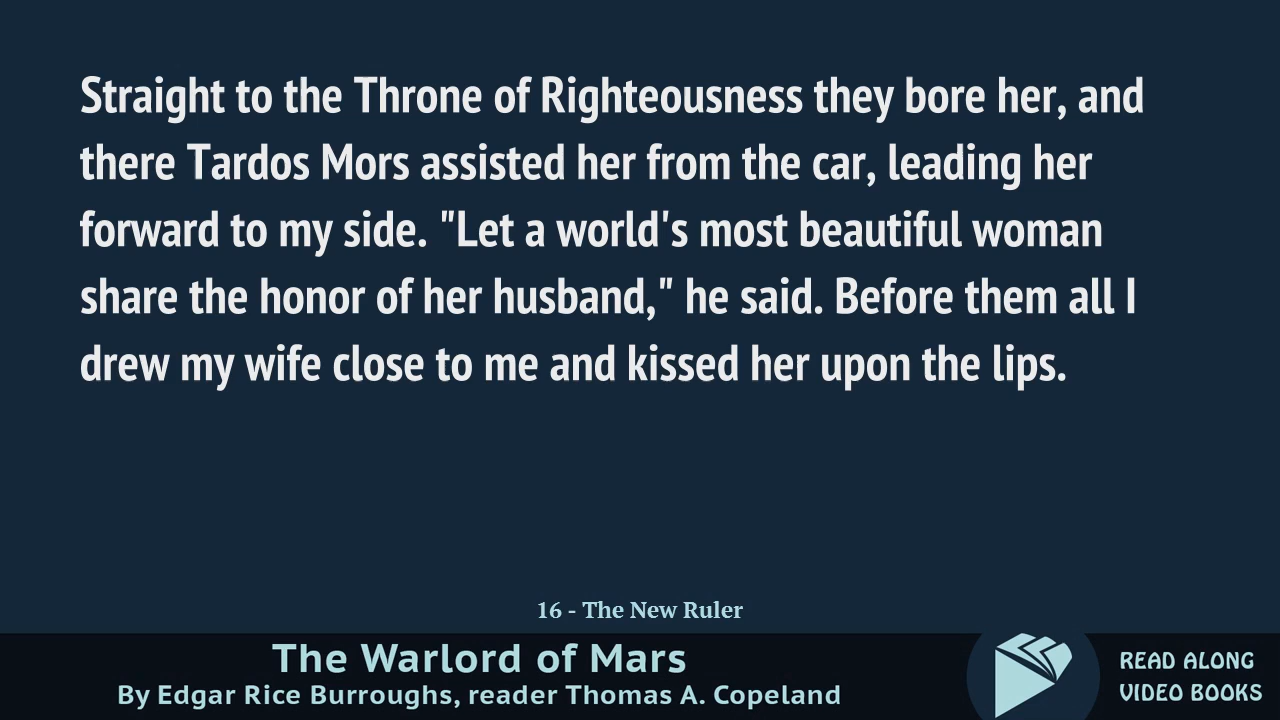 Straight to the Throne of Righteousness they bore her, and
there Tardos Mors assisted her from the car, leading her
forward to my side. "Let a world's most beautiful woman
share the honor of her husband," he said. Before them all I
drew my wife close to me and kissed her upon the lips.
16 - The New Ruler
The Warlord of Mars
By Edgar Rice Burroughs, reader Thomas A. Copeland
READ ALONG
VIDEO BOOKS